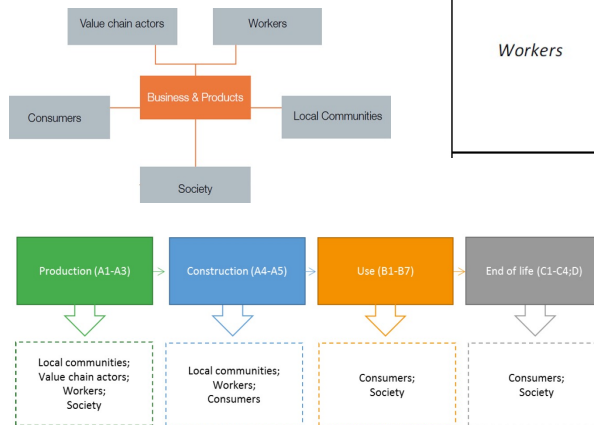 Value chain actors
Workers
Workers
Business & Products
Consumers
Local Communities
Society
Production (A1-A3)
Construction (A4-A5)
Use (B1-B7)
End of life (C1-C4;D)
Local communities;
Value chain actors;
Workers;
Society
Local communities;
Workers;
Consumers
Consumers;
Society
Consumers;
Society